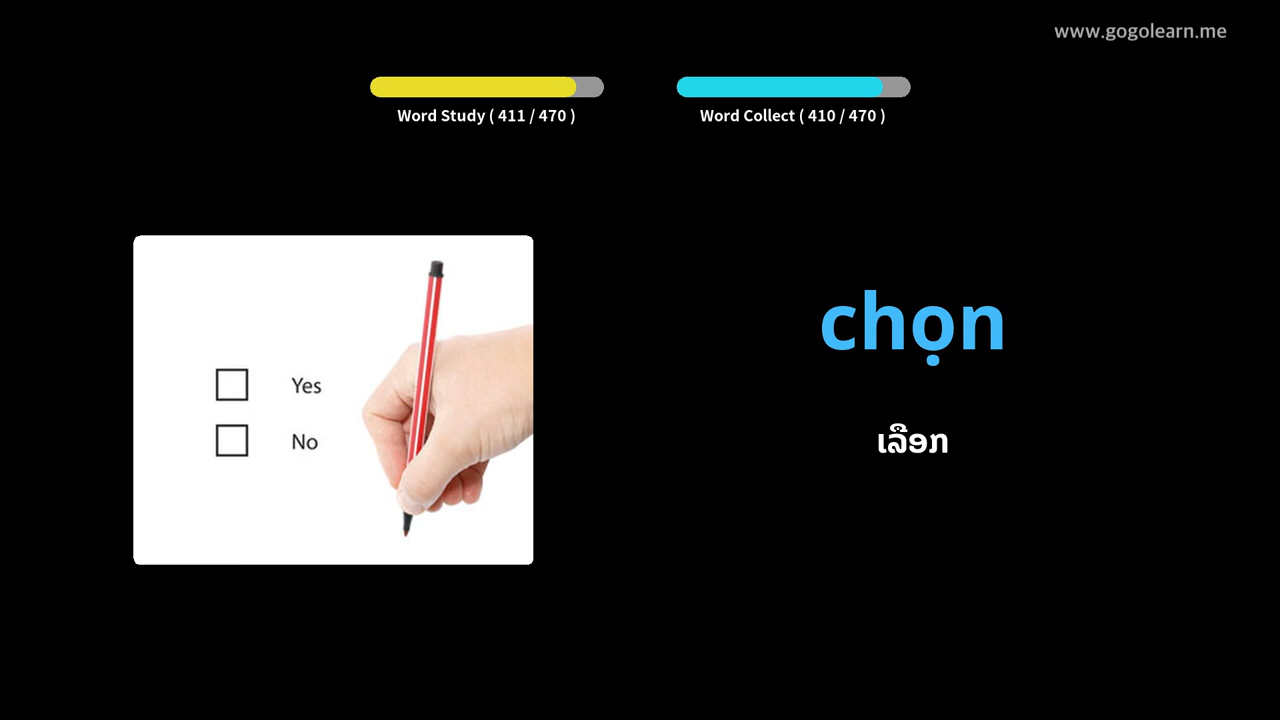 www.gogolearn.me
Word Study ( 411 / 470 )
Word Collect ( 410 / 470 )
Yes
No
chọn
ເລືອກ